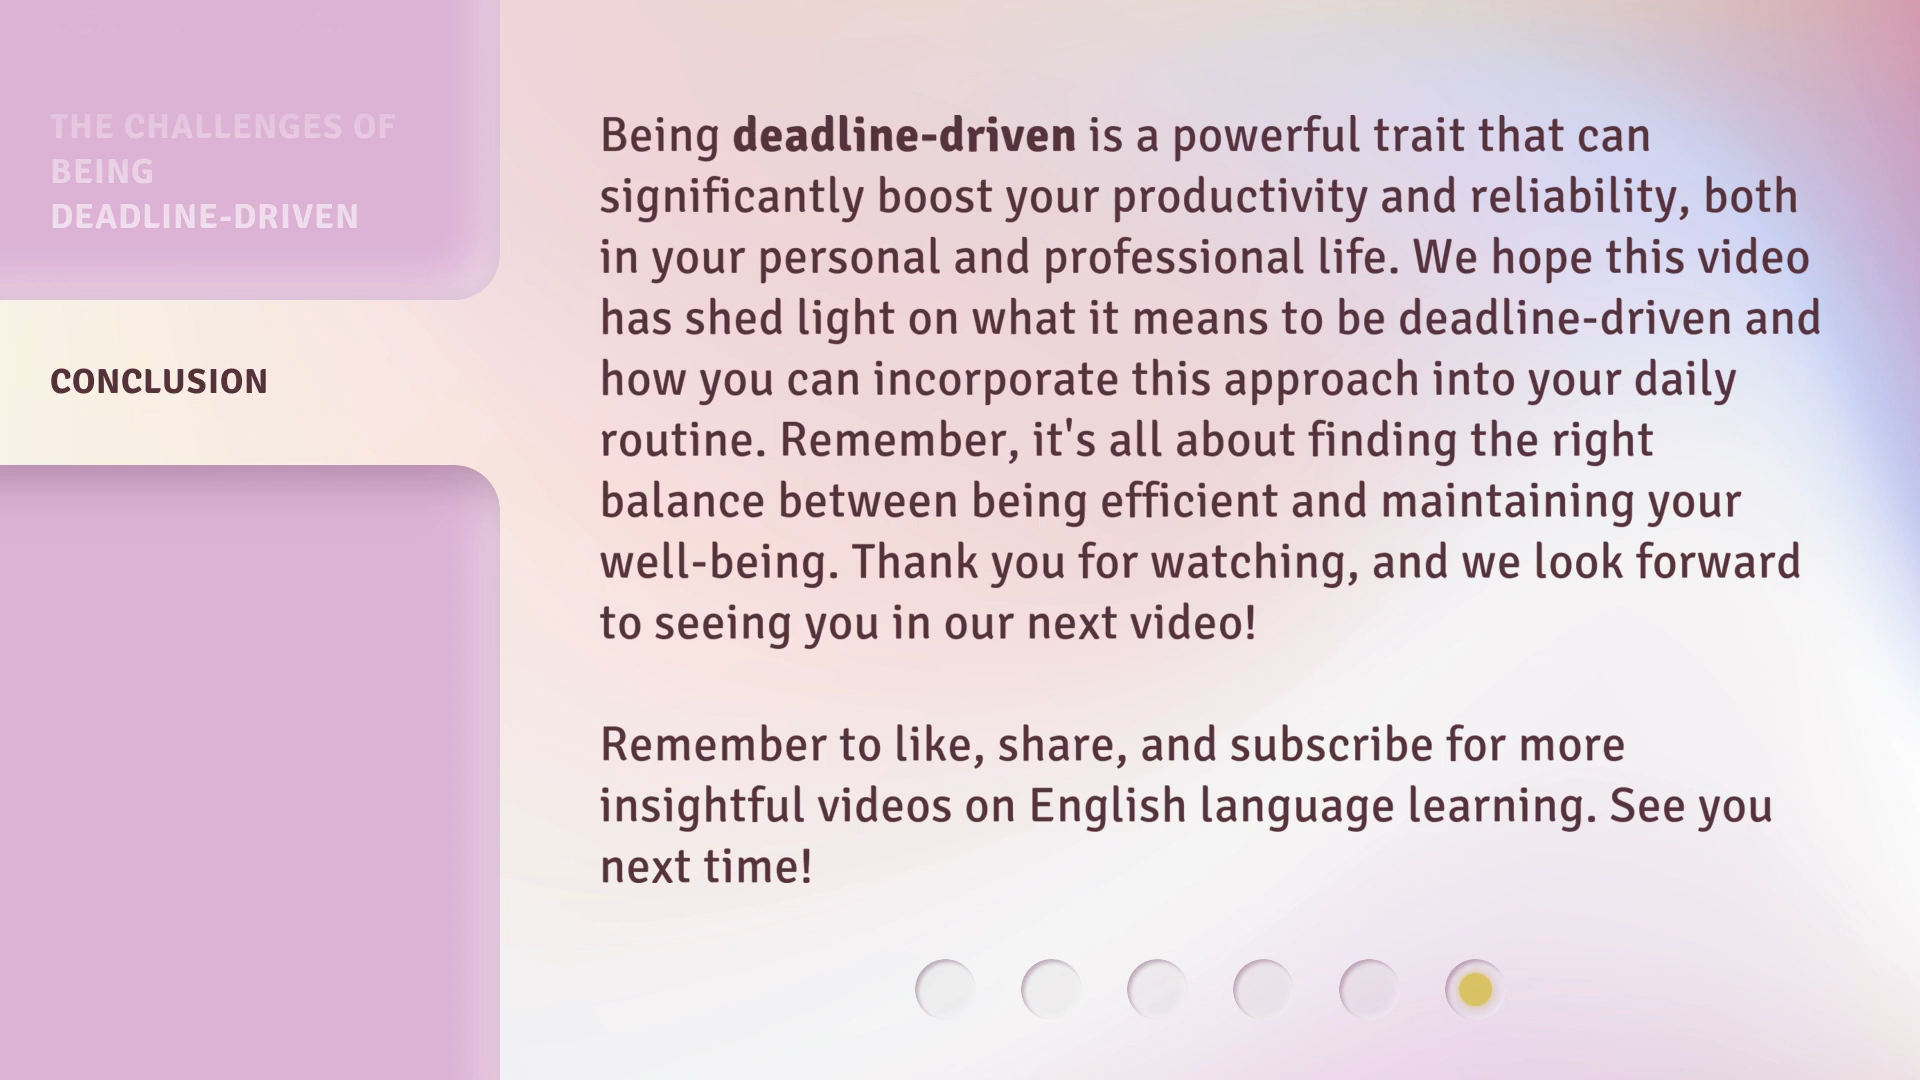 THE CHALLENGES OF
BEING
DEADLINE-DRIVEN
CONCLUSION
Being deadline-driven is a powerful trait that can
significantly boost your productivity and reliability, both
in your personal and professional life. We hope this video
has shed light on what it means to be deadline-driven and
how you can incorporate this approach into your daily
routine. Remember, it's all about finding the right
balance between being efficient and maintaining your
well-being. Thank you for watching, and we look forward
to seeing you in our next video!
Remember to like, share, and subscribe for more
insightful videos on English language learning. See you
next time!